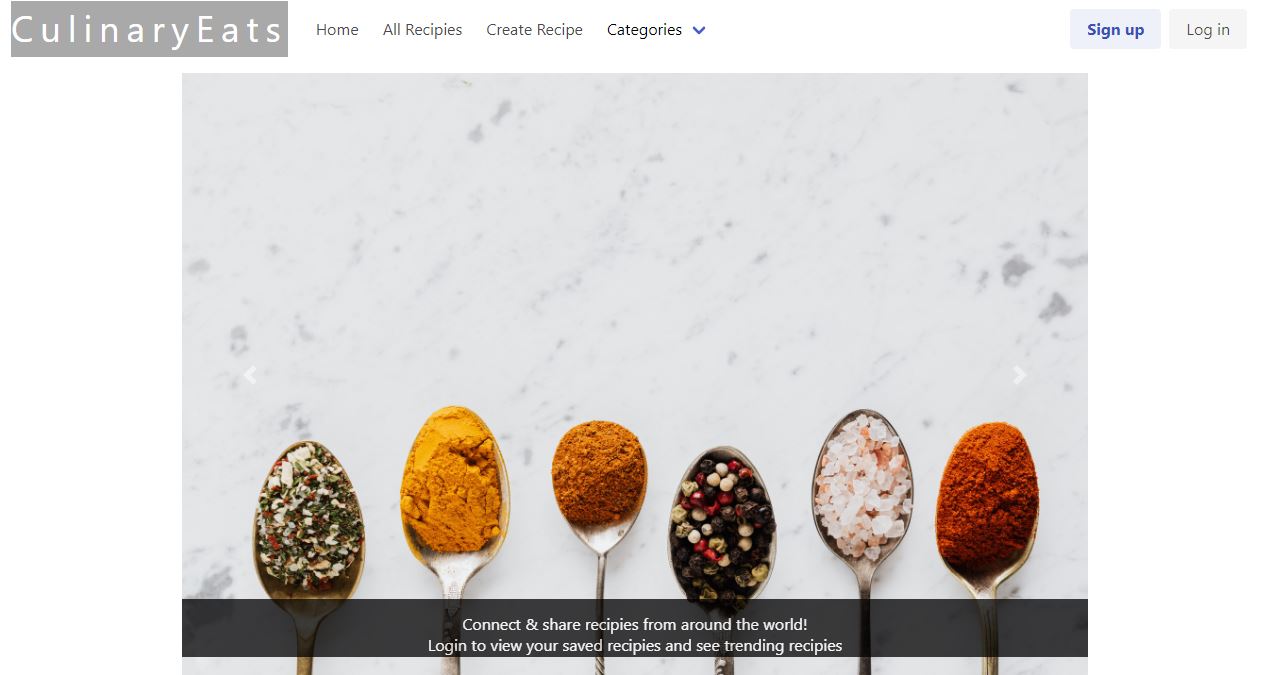 CulinaryEats
Home
All Recipies
Create Recipe
Categories
Sign up
Log in
Connect & share recipies from around the world!
Login to view your saved recipies and see trending recipies